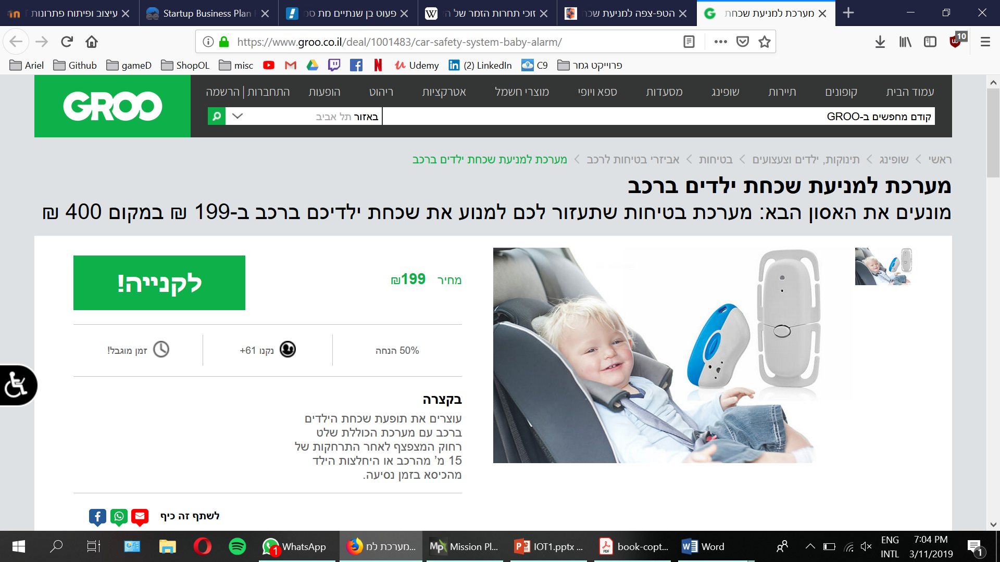 עיצוב ופיתוח פתרונות
Startup Business Plan
פעוט בן שנתיים מת
זוכי תחרות הזמר של
הטפ-צפה למניעת
מערכת למניעת שכחת
https://www.groo.co.il/deal/1001483/car-safety-system-baby-alarm/
10
Ariel
Github
gameD
ShopOL
misc
Udemy
(2) LinkedIn
C9
פרוייקט גמר
GROO
עמוד הבית
קופונים
תיירות
שופינג
מסעדות
ספא ויופי
מוצרי חשמל
אטרקציות
ריהוט
הופעות
התחברות | הרשמה
קודם מחפשים ב-GROO
באזור תל אביב
ראשי > שופינג > תינוקות, ילדים וצעצועים > בטיחות > אביזרי בטיחות לרכב > מערכת למניעת שכחת ילדים ברכב
מערכת למניעת שכחת ילדים ברכב
מונעים את האסון הבא: מערכת בטיחות שתעזור לכם למנוע את שכחת ילדיכם ברכב ב-199 ₪ במקום 400 ₪
מחיר 199₪
לקנייה!
50% הנחה
נקנו 61+
זמן מוגבל!
בקצרה
עוצרים את תופעת שכחת הילדים
ברכב עם מערכת הכוללת שלט
רחוק המצפצף לאחר התרחקות של
15 מ' מהרכב או היחלצות הילד
מהכיסא בזמן נסיעה.
לשתף זה כיף
1
WhatsApp
מערכת למ...
Mp
Mission Pl...
IOT1.pptx ...
book-copt...
Word
ENG
INTL
7:04 PM
3/11/2019
1